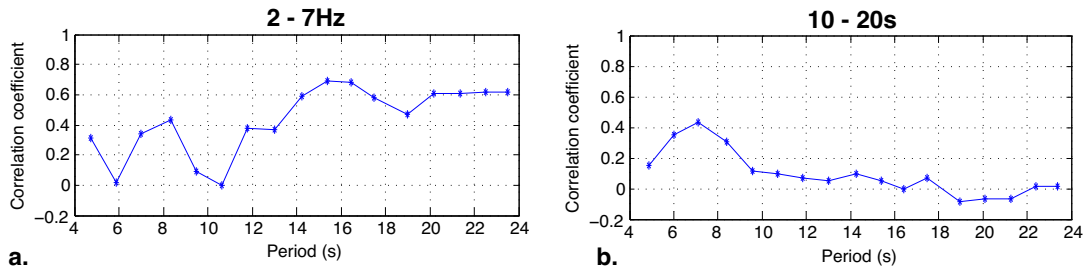 2 - 7Hz
Correlation coefficient
1
0.8
0.6
0.4
0.2
0
−0.2
4 6 8 10 12 14 16 18 20 22 24
Period (s)
a.
10 - 20s
Correlation coefficient
1
0.8
0.6
0.4
0.2
0
−0.2
4 6 8 10 12 14 16 18 20 22 24
Period (s)
b.